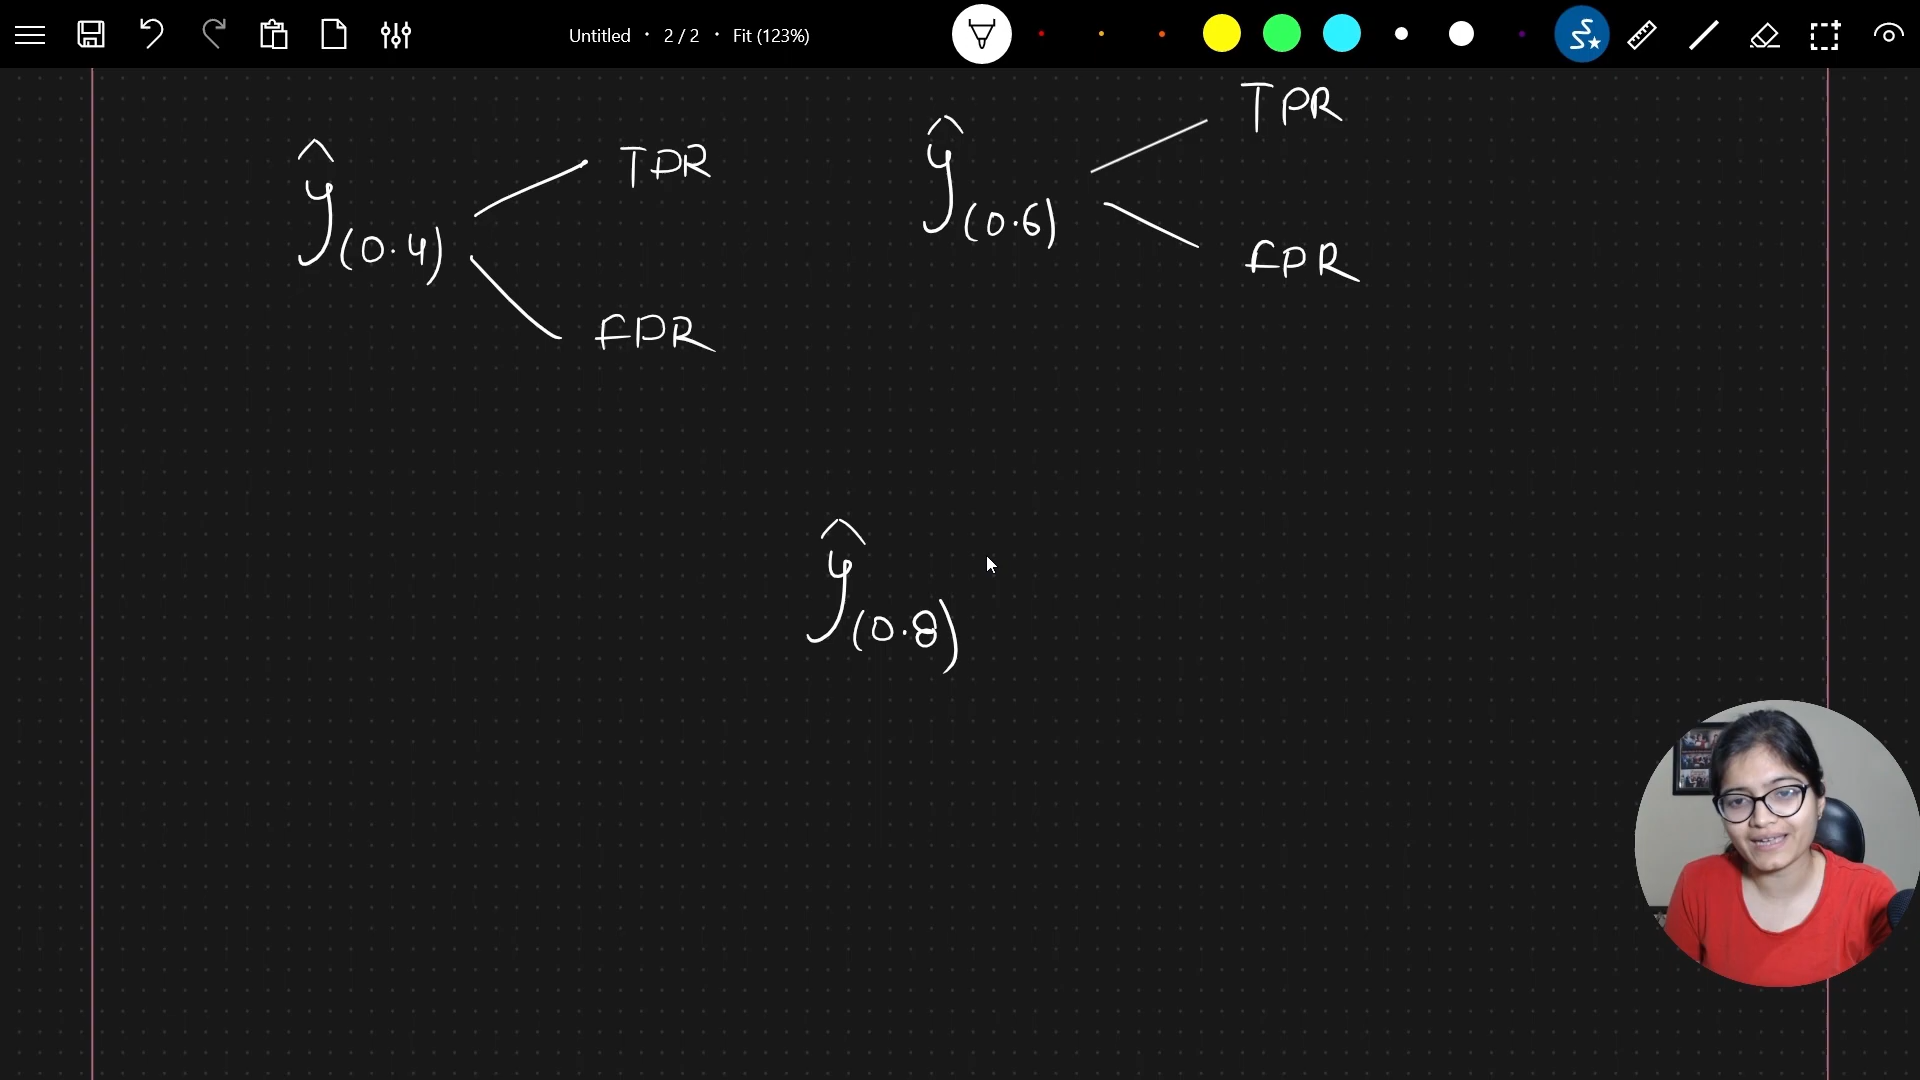 Untitled • 2 / 2 • Fit (123%)
ŷ(0.4) TPR
FPR
ŷ(0.6) TPR
FPR
ŷ(0.8)